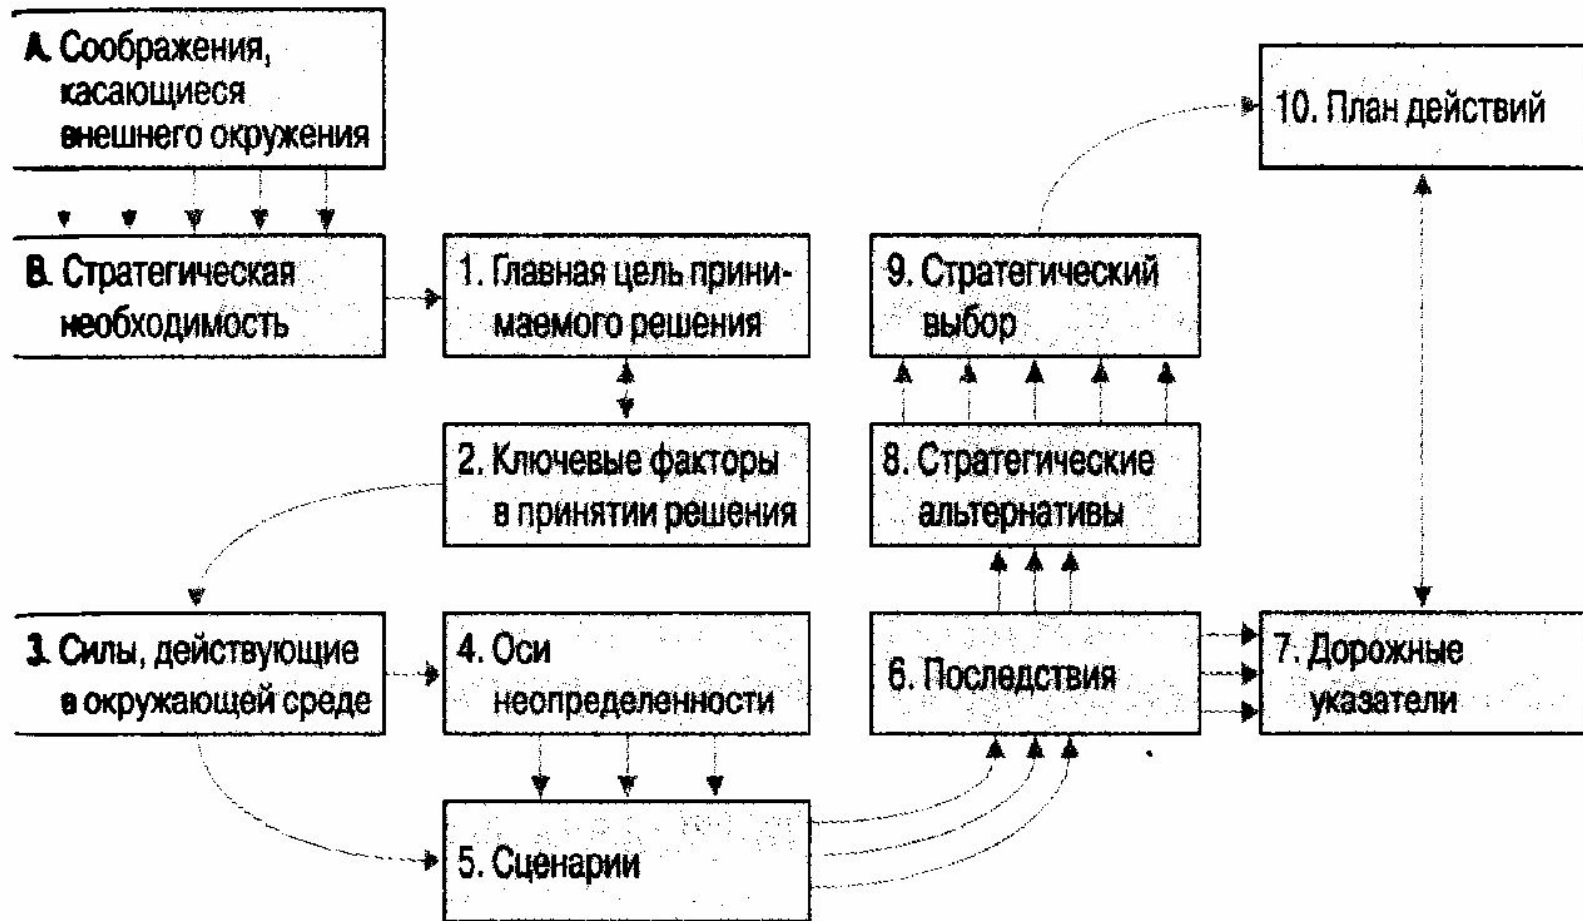 A. Соображения,
касающиеся
внешнего окружения
B. Стратегическая
необходимость
1. Главная цель прини-
маемого решения
2. Ключевые факторы
в принятии решения
3. Силы, действующие
в окружающей среде
4. Оси
неопределенности
5. Сценарии
6. Последствия
7. Дорожные
указатели
8. Стратегические
альтернативы
9. Стратегический
выбор
10. План действий